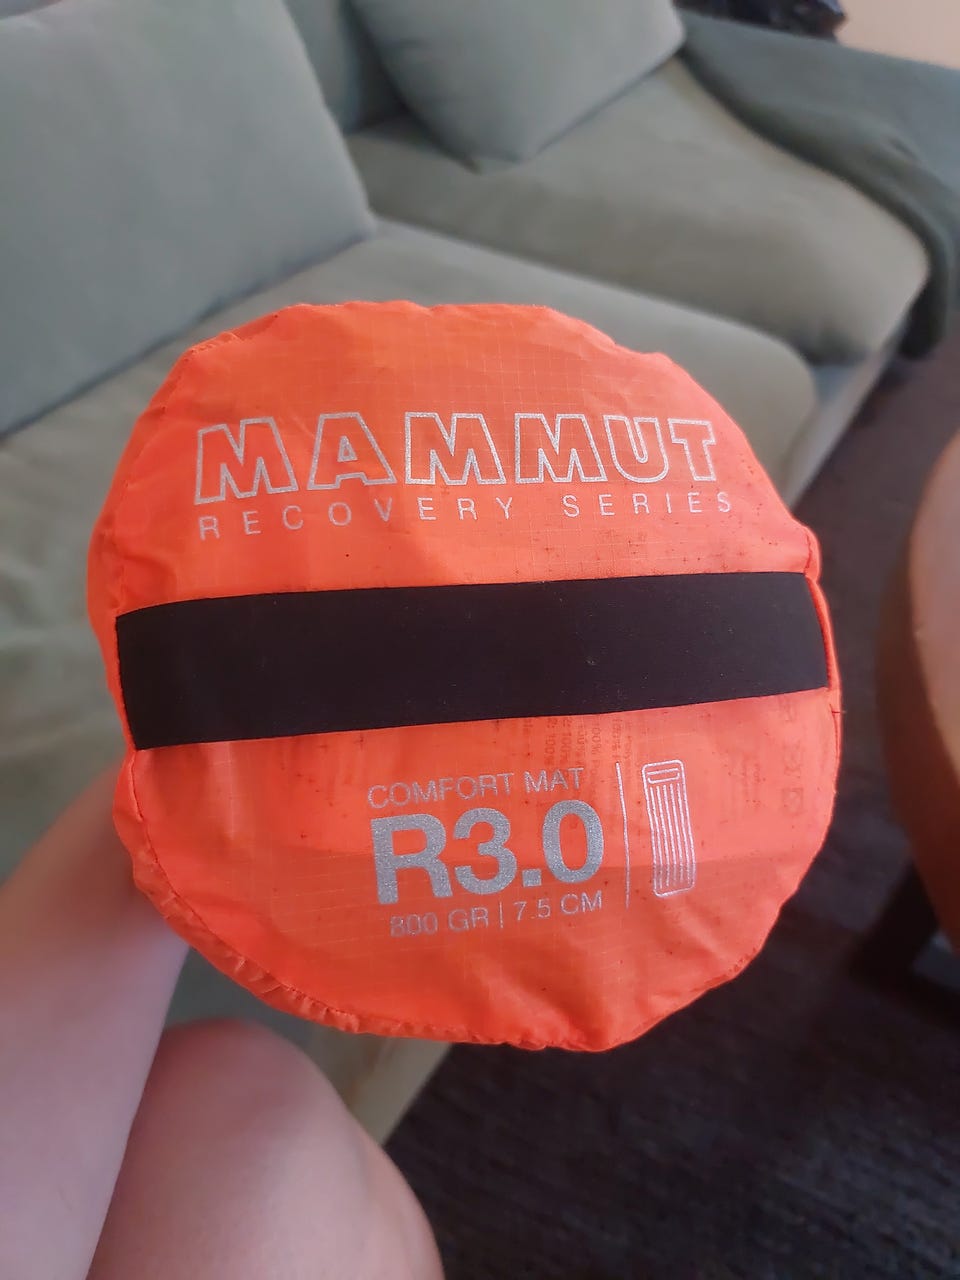 MAMMUT
RECOVERY SERIES
COMFORT MAT
R3.0
800 GR | 7.5 CM